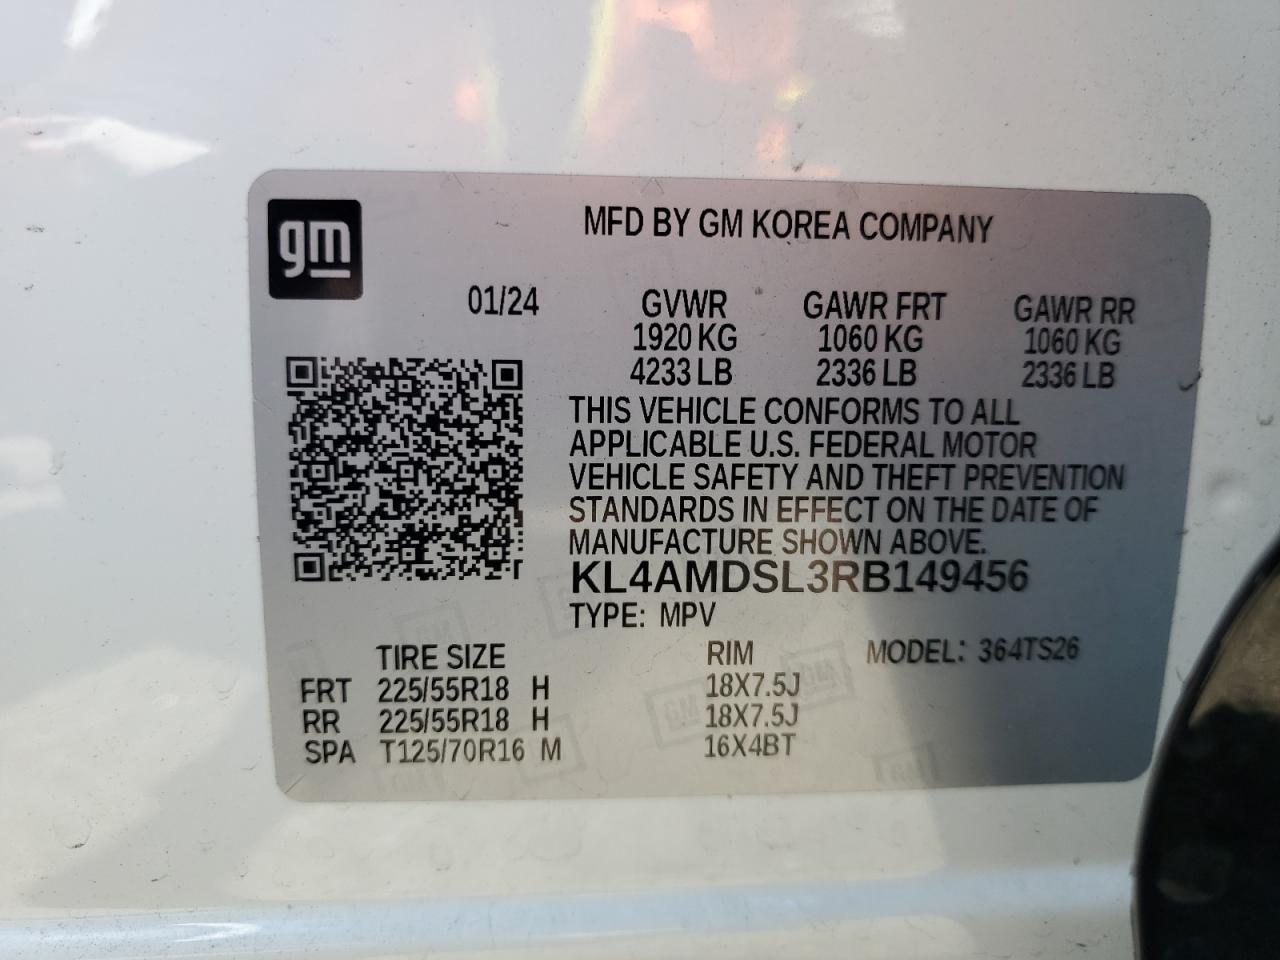 gm
MFD BY GM KOREA COMPANY
01/24 GVWR GAWR FRT GAWR RR
1920 KG 1060 KG 1060 KG
4233 LB 2336 LB 2336 LB
THIS VEHICLE CONFORMS TO ALL
APPLICABLE U.S. FEDERAL MOTOR
VEHICLE SAFETY AND THEFT PREVENTION
STANDARDS IN EFFECT ON THE DATE OF
MANUFACTURE SHOWN ABOVE.
KL4AMDSL3RB149456
TYPE: MPV
TIRE SIZE RIM MODEL: 364TS26
FRT 225/55R18 H 18X7.5J
RR 225/55R18 H 18X7.5J
SPA T125/70R16 M 16X4BT